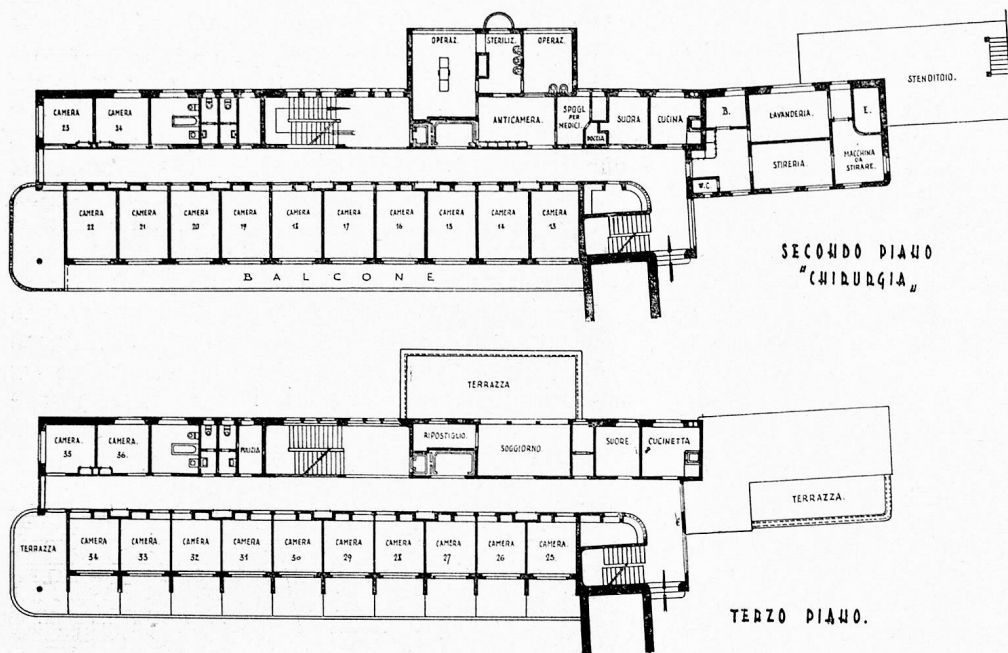 OPERAZ.
STERILIZ.
OPERAZ.
STENDITOIO.
CAMERA
23
CAMERA
24
ANTICAMERA.
SPOGL.
PER
MEDICI.
DOCCIA
SUORA
CUCINA
B.
LAVANDERIA.
E.
STIRERIA.
MACCHINA
DA
STIRARE.
W.C.
CAMERA
22
CAMERA
21
CAMERA
20
CAMERA
19
CAMERA
18
CAMERA
17
CAMERA
16
CAMERA
15
CAMERA
14
CAMERA
13
BALCONE
SECONDO PIANO
"CHIRURGIA„
TERRAZZA
CAMERA.
35
CAMERA.
36.
PULIZIA
RIPOSTIGLIO.
SOGGIORNO
SUORE
CUCINETTA
TERRAZZA.
TERRAZZA
CAMERA
34
CAMERA
33
CAMERA
32
CAMERA
31
CAMERA
30
CAMERA
29
CAMERA
28
CAMERA
27
CAMERA
26
CAMERA.
25.
TERZO PIANO.